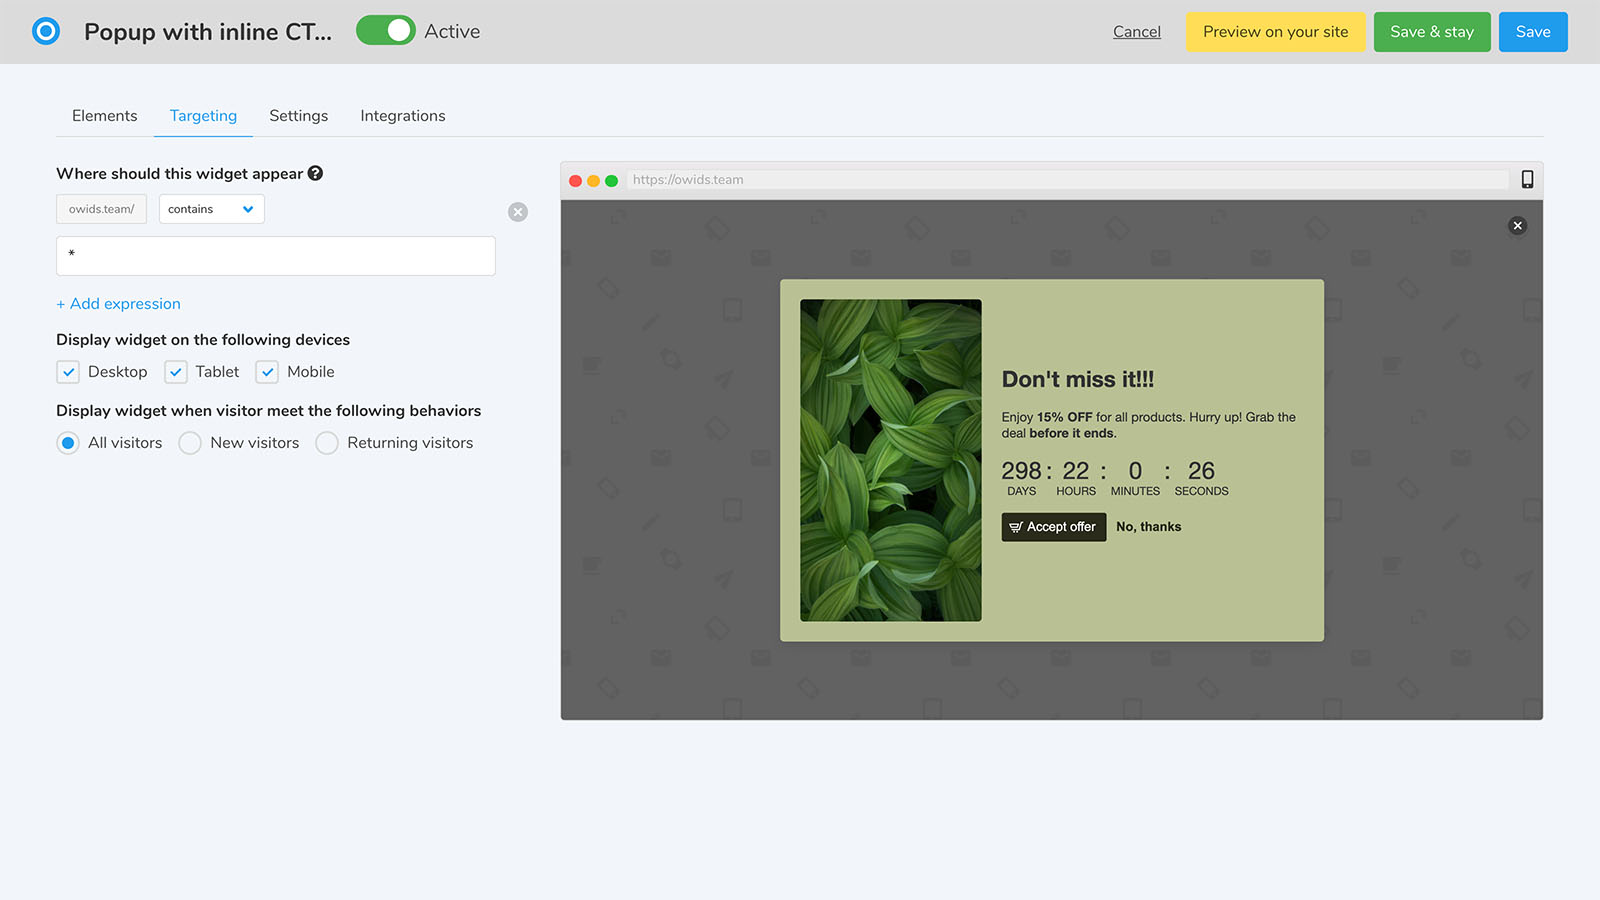 Popup with inline CT...
Active
Cancel
Preview on your site
Save & stay
Save
Elements
Targeting
Settings
Integrations
Where should this widget appear
owids.team/
contains
*
+ Add expression
Display widget on the following devices
Desktop
Tablet
Mobile
Display widget when visitor meet the following behaviors
All visitors
New visitors
Returning visitors
https://owids.team
Don't miss it!!!
Enjoy 15% OFF for all products. Hurry up! Grab the
deal before it ends.
298 : 22 : 0 : 26
DAYS HOURS MINUTES SECONDS
Accept offer
No, thanks